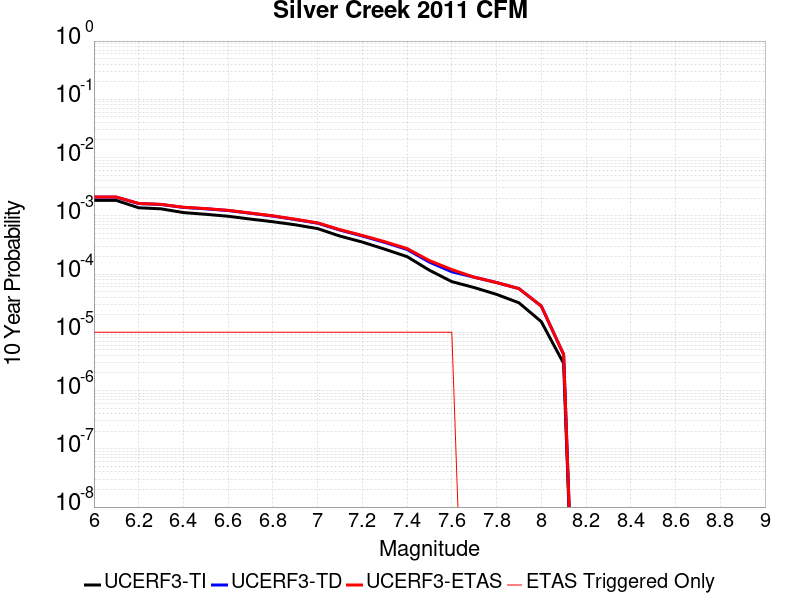 Silver Creek 2011 CFM
10 0
10 -1
10 -2
10 -3
10 -4
10 -5
10 -6
10 -7
10 -8
10 Year Probability
6 6.2 6.4 6.6 6.8 7 7.2 7.4 7.6 7.8 8 8.2 8.4 8.6 8.8 9
Magnitude
UCERF3-TI UCERF3-TD UCERF3-ETAS ETAS Triggered Only